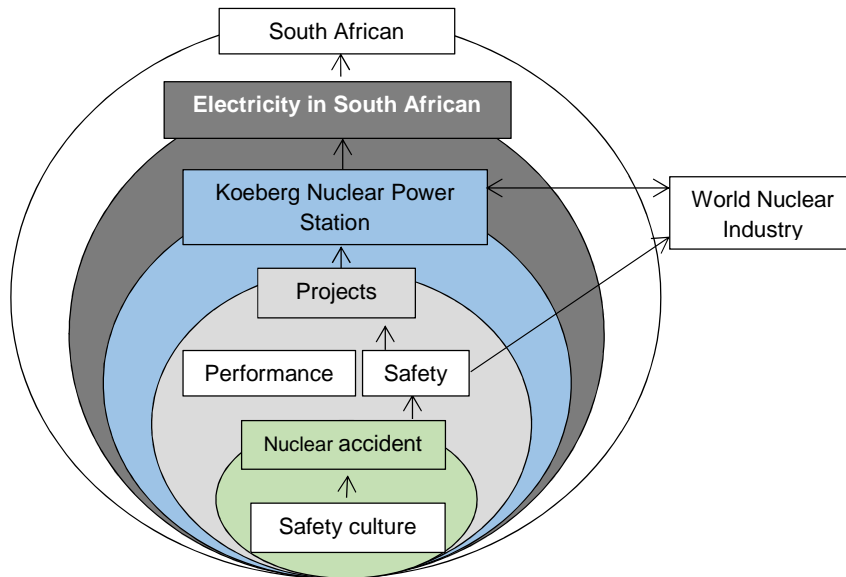 South African
Electricity in South African
Koeberg Nuclear Power
Station
World Nuclear
Industry
Projects
Performance
Safety
Nuclear accident
Safety culture